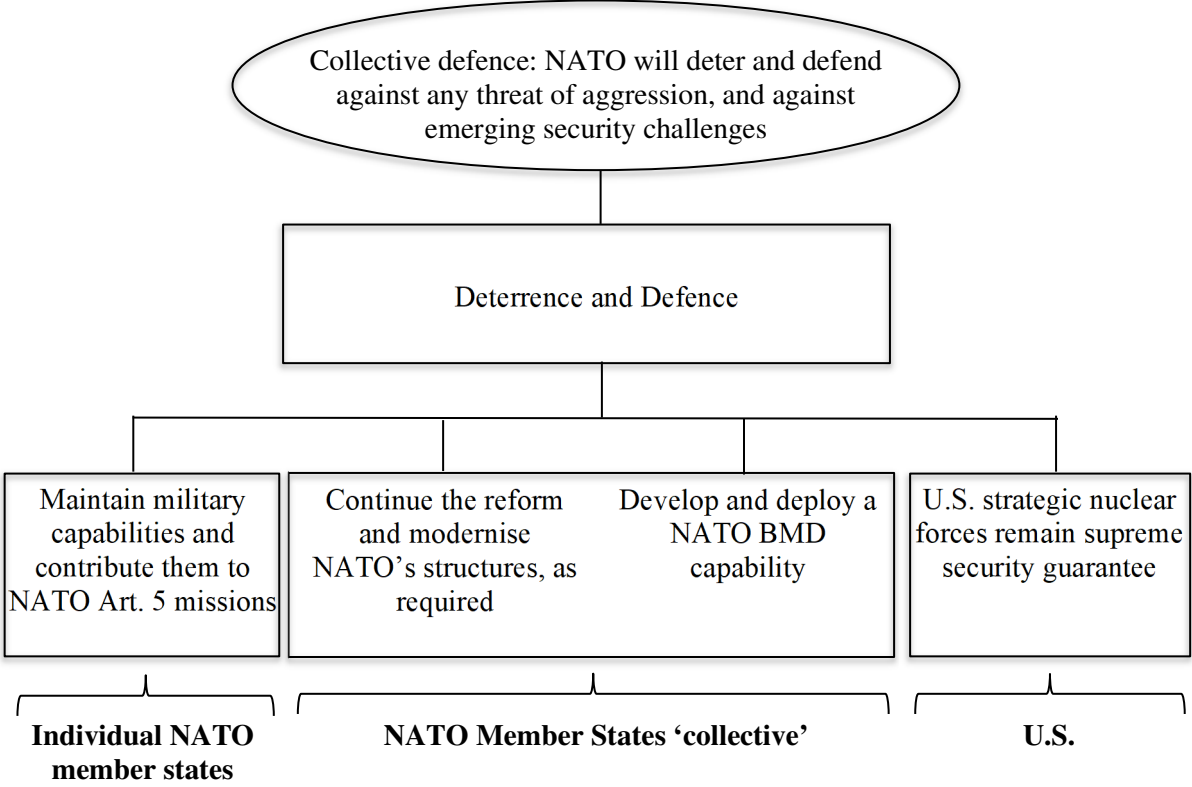 Collective defence: NATO will deter and defend
against any threat of aggression, and against
emerging security challenges
Deterrence and Defence
Maintain military
capabilities and
contribute them to
NATO Art. 5 missions
Continue the reform
and modernise
NATO’s structures, as
required
Develop and deploy a
NATO BMD
capability
U.S. strategic nuclear
forces remain supreme
security guarantee
Individual NATO
member states
NATO Member States ‘collective’
U.S.